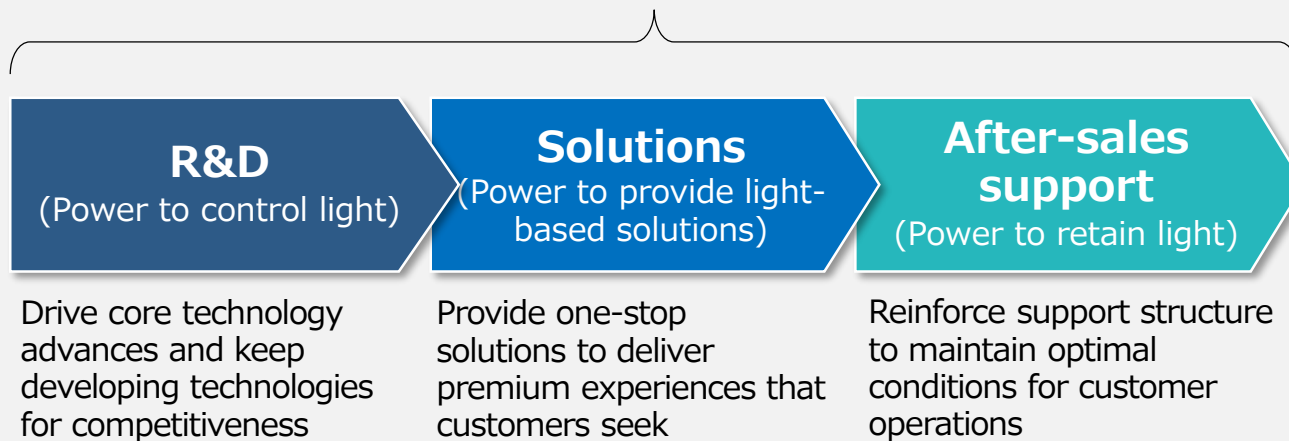 R&D
(Power to control light)
Drive core technology
advances and keep
developing technologies
for competitiveness
Solutions
(Power to provide light-
based solutions)
Provide one-stop
solutions to deliver
premium experiences that
customers seek
After-sales
support
(Power to retain light)
Reinforce support structure
to maintain optimal
conditions for customer
operations